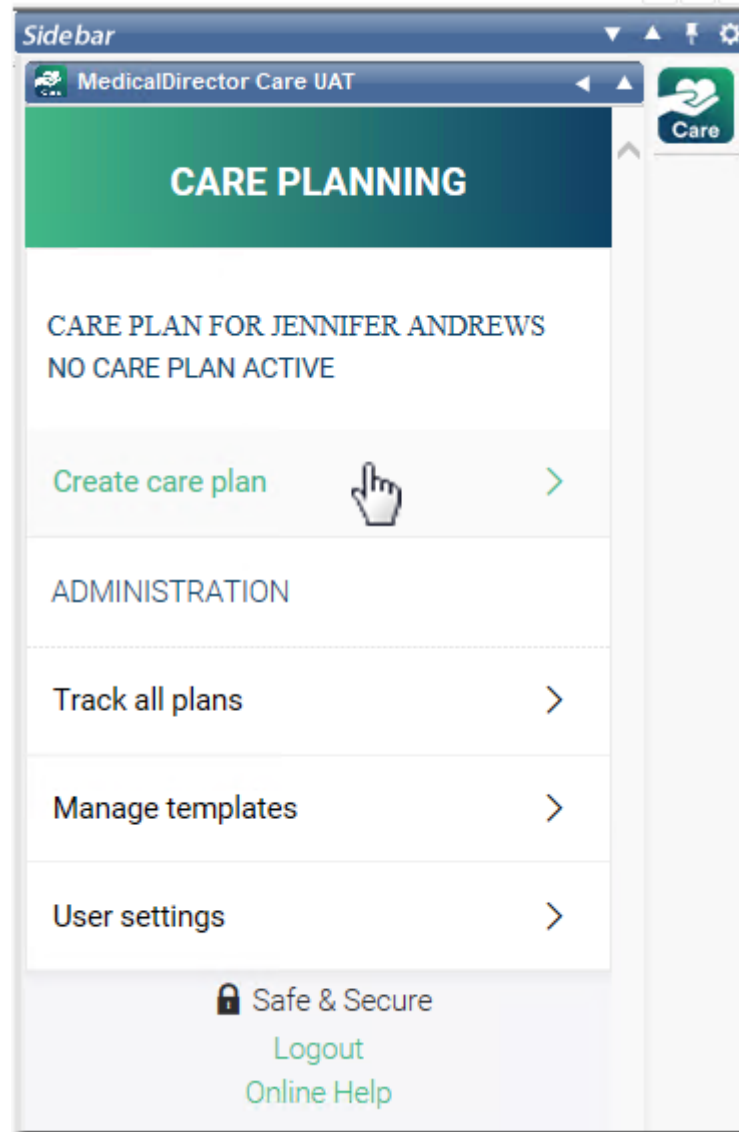 Sidebar
MedicalDirector Care UAT
Care
CARE PLANNING
CARE PLAN FOR JENNIFER ANDREWS
NO CARE PLAN ACTIVE
Create care plan
ADMINISTRATION
Track all plans
Manage templates
User settings
Safe & Secure
Logout
Online Help